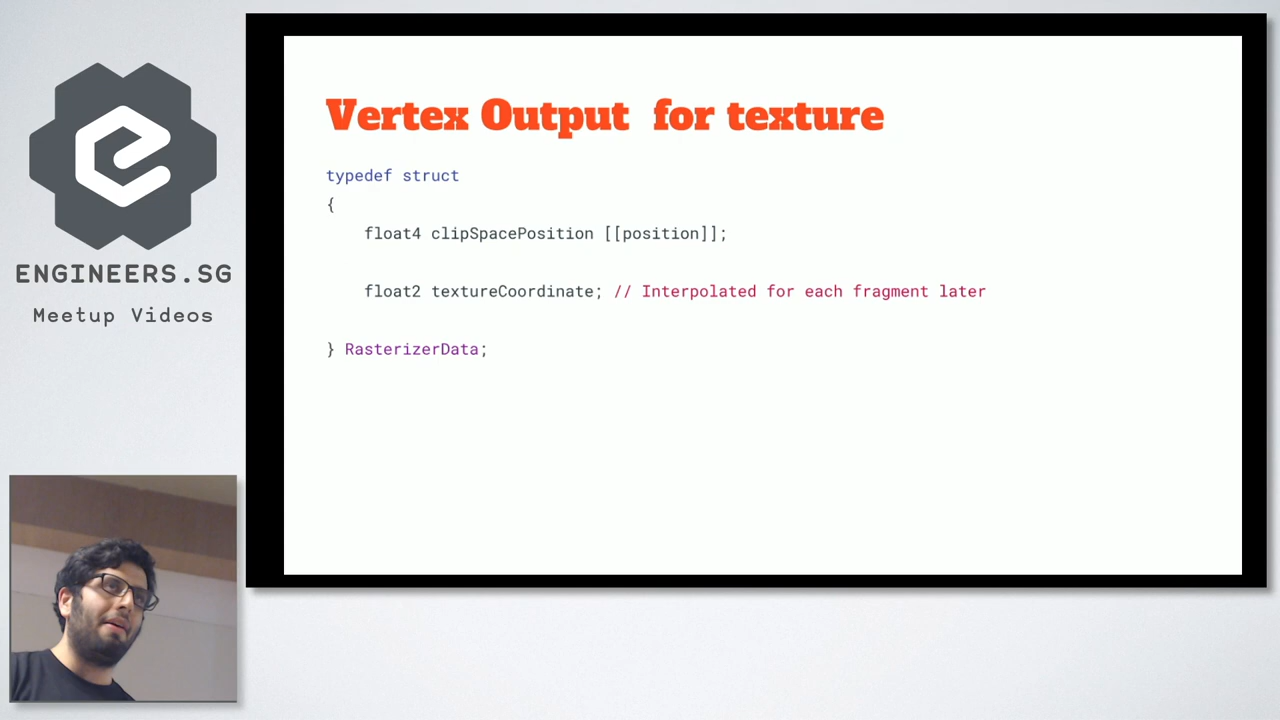 ENGINEERS.SG
Meetup Videos
Vertex Output  for texture
typedef struct
{
    float4 clipSpacePosition [[position]];
    float2 textureCoordinate; // Interpolated for each fragment later
} RasterizerData;